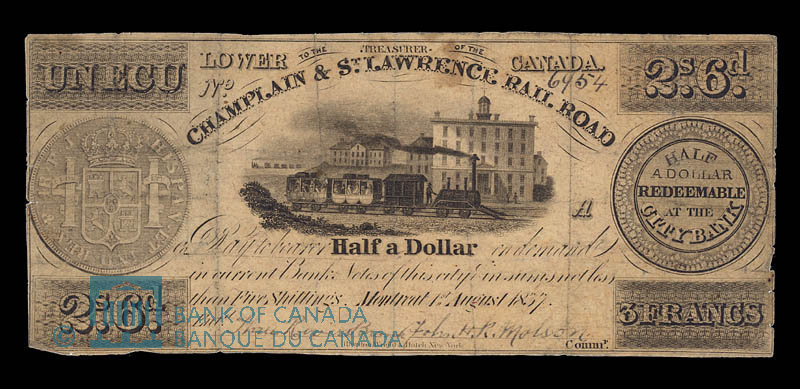 TO THE TREASURER OF THE
UN ECU LOWER CANADA. 2s. 6d.
No. 6954
CHAMPLAIN & ST. LAWRENCE RAIL ROAD
HALF
A DOLLAR
REDEEMABLE
AT THE
CITY BANK
Pay to bearer Half a Dollar on demand
in current Bank Notes of this city in sums not less
than Five Shillings. Montreal 1st August 1837.
2s. 6d. 3 FRANCS
John H. R. Molson
Comr.
New York
© BANK OF CANADA
BANQUE DU CANADA